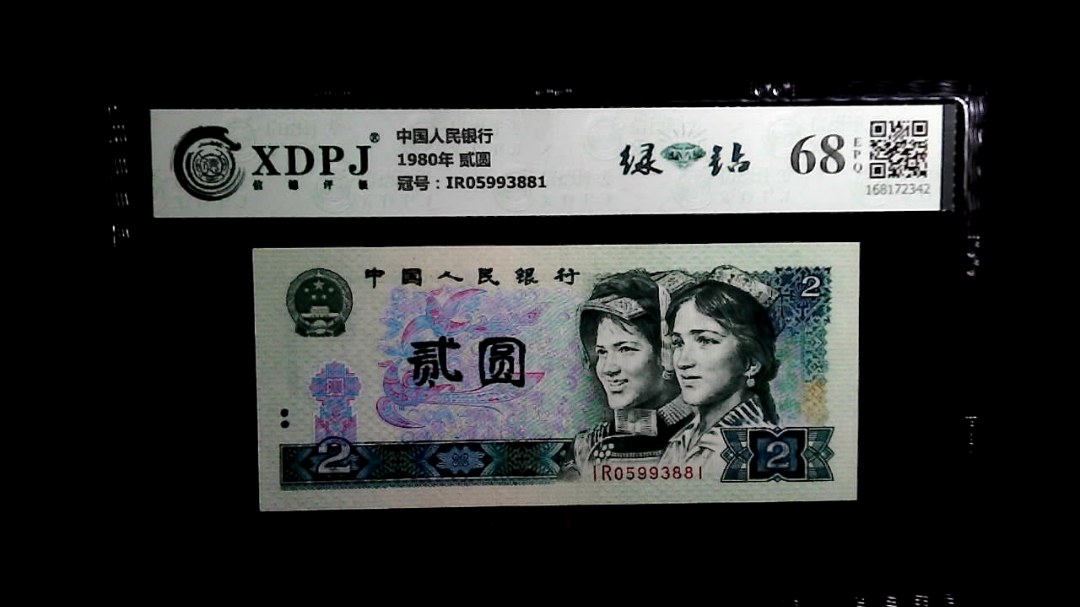 XDPJ®
信德评级
中国人民银行
1980年 贰圆
冠号：IR05993881
绿钻
68
EPQ
168172342
中国人民银行
2
贰圆
2
IR05993881
2